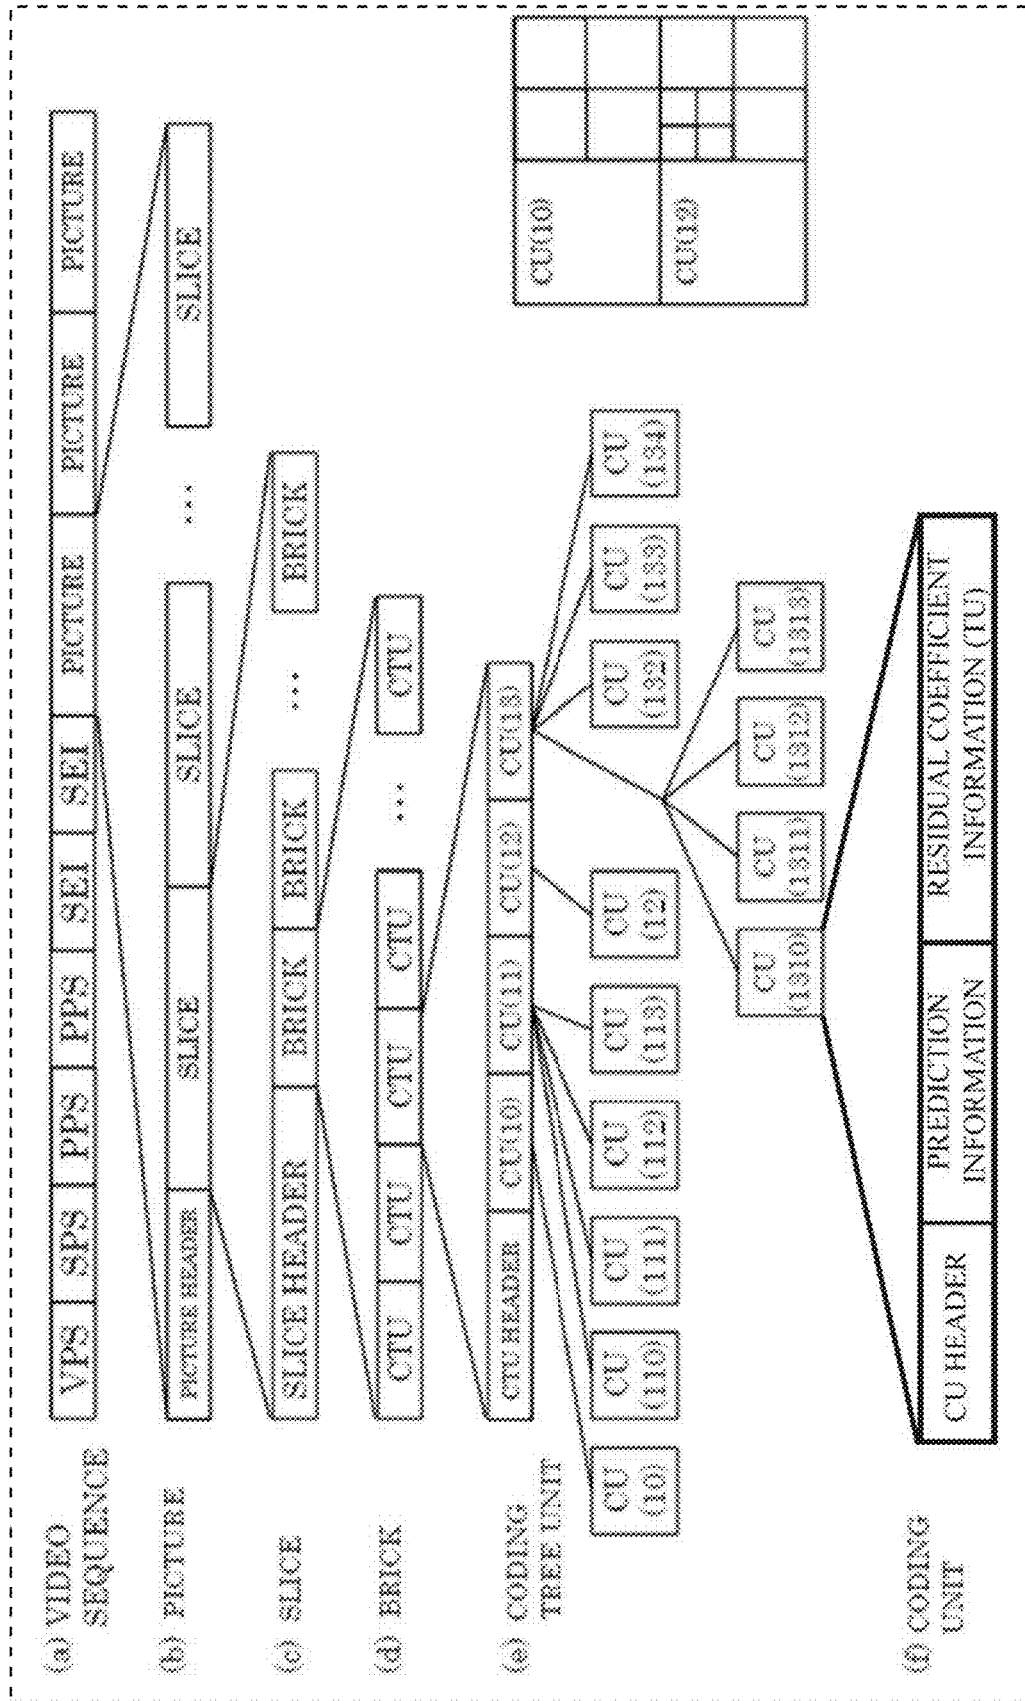 (a) VIDEO
SEQUENCE
VPS SPS PPS PPS SEI SEI PICTURE PICTURE PICTURE
(b) PICTURE
PICTURE HEADER SLICE SLICE ... SLICE
(c) SLICE
SLICE HEADER BRICK BRICK ... BRICK
(d) BRICK
CTU CTU CTU CTU ... CTU
(e) CODING
TREE UNIT
CTU HEADER CU(10) CU(11) CU(12) CU(13)
CU
(10)
CU
(110)
CU
(111)
CU
(112)
CU
(113)
CU
(12)
CU
(132)
CU
(133)
CU
(134)
CU
(1310)
CU
(1311)
CU
(1312)
CU
(1313)
CU(10)
CU(12)
(f) CODING
UNIT
CU HEADER
PREDICTION
INFORMATION
RESIDUAL COEFFICIENT
INFORMATION (TU)